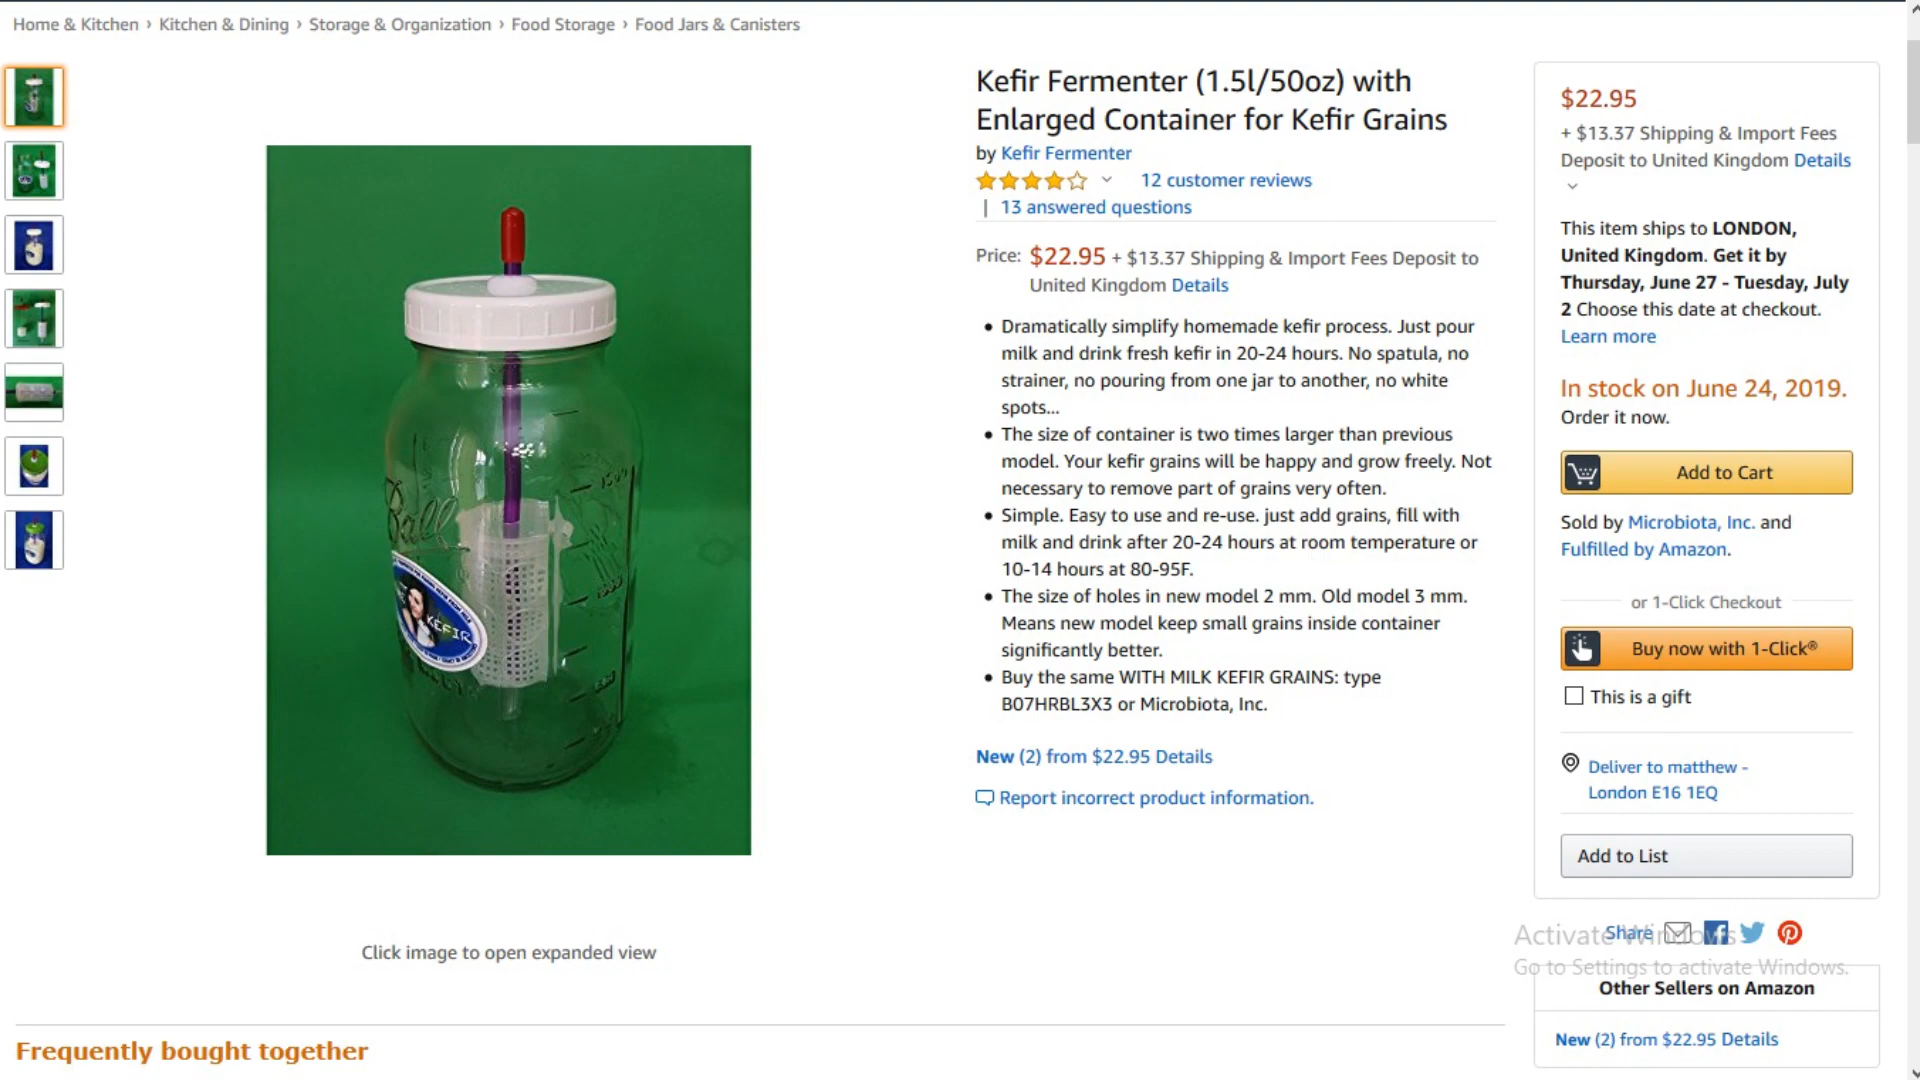 Home & Kitchen › Kitchen & Dining › Storage & Organization › Food Storage › Food Jars & Canisters
Kefir Fermenter (1.5l/50oz) with
Enlarged Container for Kefir Grains
by Kefir Fermenter
12 customer reviews
| 13 answered questions
Price: $22.95 + $13.37 Shipping & Import Fees Deposit to
United Kingdom Details
• Dramatically simplify homemade kefir process. Just pour
milk and drink fresh kefir in 20-24 hours. No spatula, no
strainer, no pouring from one jar to another, no white
spots...
• The size of container is two times larger than previous
model. Your kefir grains will be happy and grow freely. Not
necessary to remove part of grains very often.
• Simple. Easy to use and re-use. just add grains, fill with
milk and drink after 20-24 hours at room temperature or
10-14 hours at 80-95F.
• The size of holes in new model 2 mm. Old model 3 mm.
Means new model keep small grains inside container
significantly better.
• Buy the same WITH MILK KEFIR GRAINS: type
B07HRBL3X3 or Microbiota, Inc.
New (2) from $22.95 Details
Report incorrect product information.
Ball
KEFIR
Click image to open expanded view
Frequently bought together
$22.95
+ $13.37 Shipping & Import Fees
Deposit to United Kingdom Details
This item ships to LONDON,
United Kingdom. Get it by
Thursday, June 27 - Tuesday, July
2 Choose this date at checkout.
Learn more
In stock on June 24, 2019.
Order it now.
Add to Cart
Sold by Microbiota, Inc. and
Fulfilled by Amazon.
or 1-Click Checkout
Buy now with 1-Click®
This is a gift
Deliver to matthew -
London E16 1EQ
Add to List
Share
Activate Windows
Go to Settings to activate Windows.
Other Sellers on Amazon
New (2) from $22.95 Details